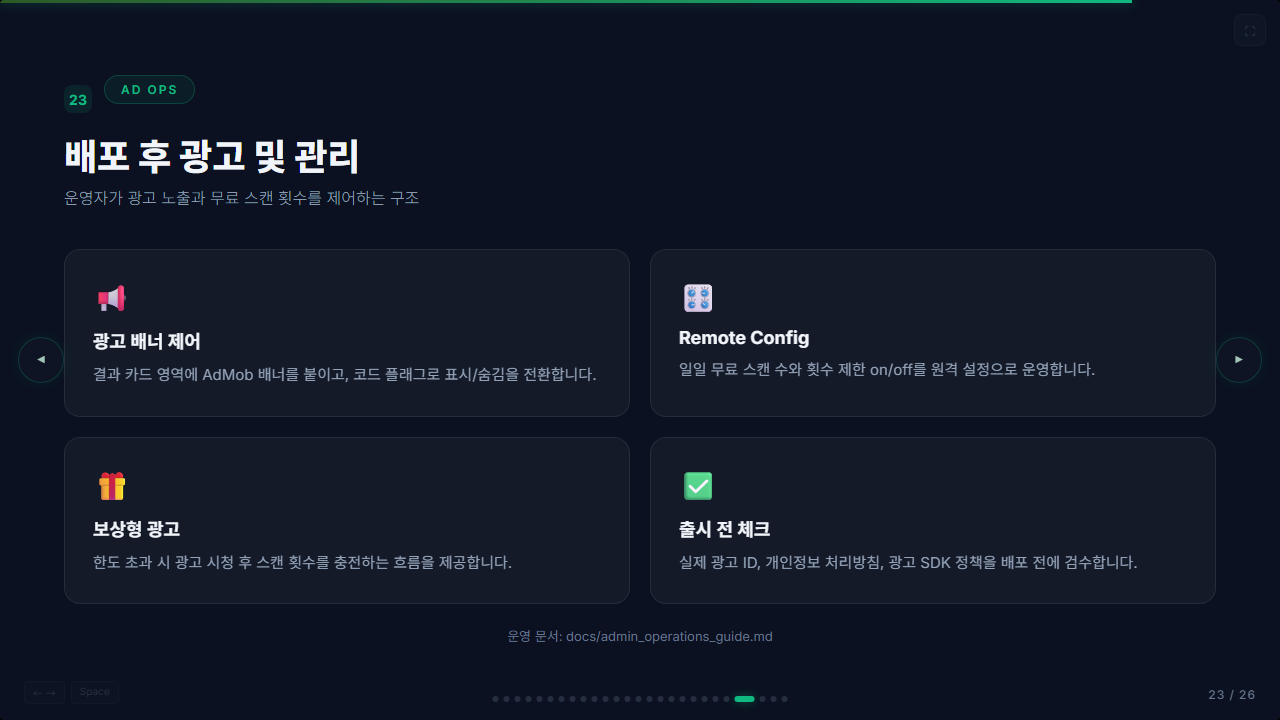 23
AD OPS
배포 후 광고 및 관리
운영자가 광고 노출과 무료 스캔 횟수를 제어하는 구조
광고 배너 제어
결과 카드 영역에 AdMob 배너를 붙이고, 코드 플래그로 표시/숨김을 전환합니다.
Remote Config
일일 무료 스캔 수와 횟수 제한 on/off를 원격 설정으로 운영합니다.
보상형 광고
한도 초과 시 광고 시청 후 스캔 횟수를 충전하는 흐름을 제공합니다.
출시 전 체크
실제 광고 ID, 개인정보 처리방침, 광고 SDK 정책을 배포 전에 검수합니다.
운영 문서: docs/admin_operations_guide.md
← → Space
23 / 26